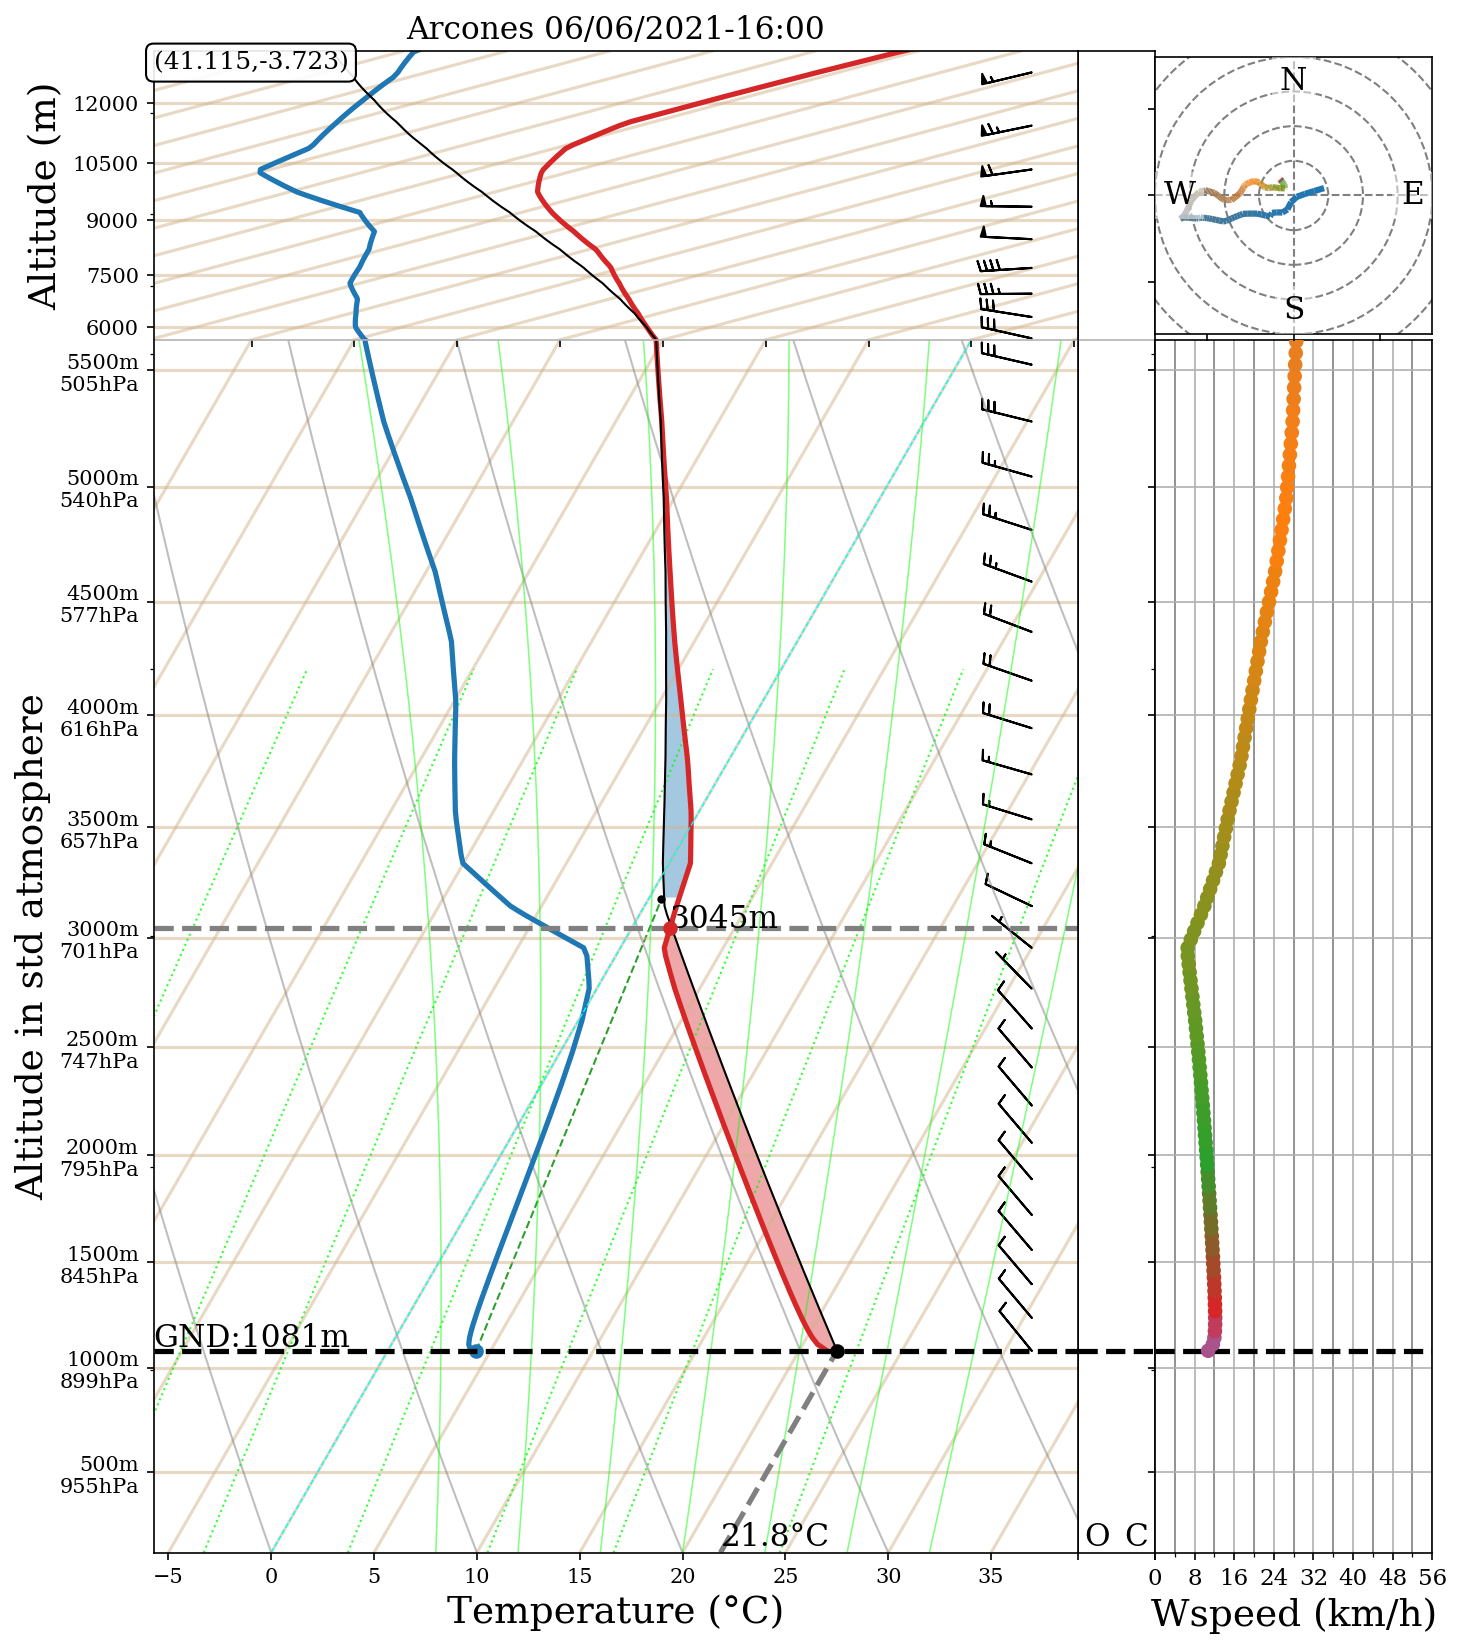 Arcones 06/06/2021-16:00
(41.115,-3.723)
Altitude (m)
12000
10500
9000
7500
6000
N
W
E
S
Altitude in std atmosphere
5500m
505hPa
5000m
540hPa
4500m
577hPa
4000m
616hPa
3500m
657hPa
3000m
701hPa
2500m
747hPa
2000m
795hPa
1500m
845hPa
1000m
899hPa
500m
955hPa
3045m
GND:1081m
21.8°C
O C
−5 0 5 10 15 20 25 30 35
Temperature (°C)
0 8 16 24 32 40 48 56
Wspeed (km/h)